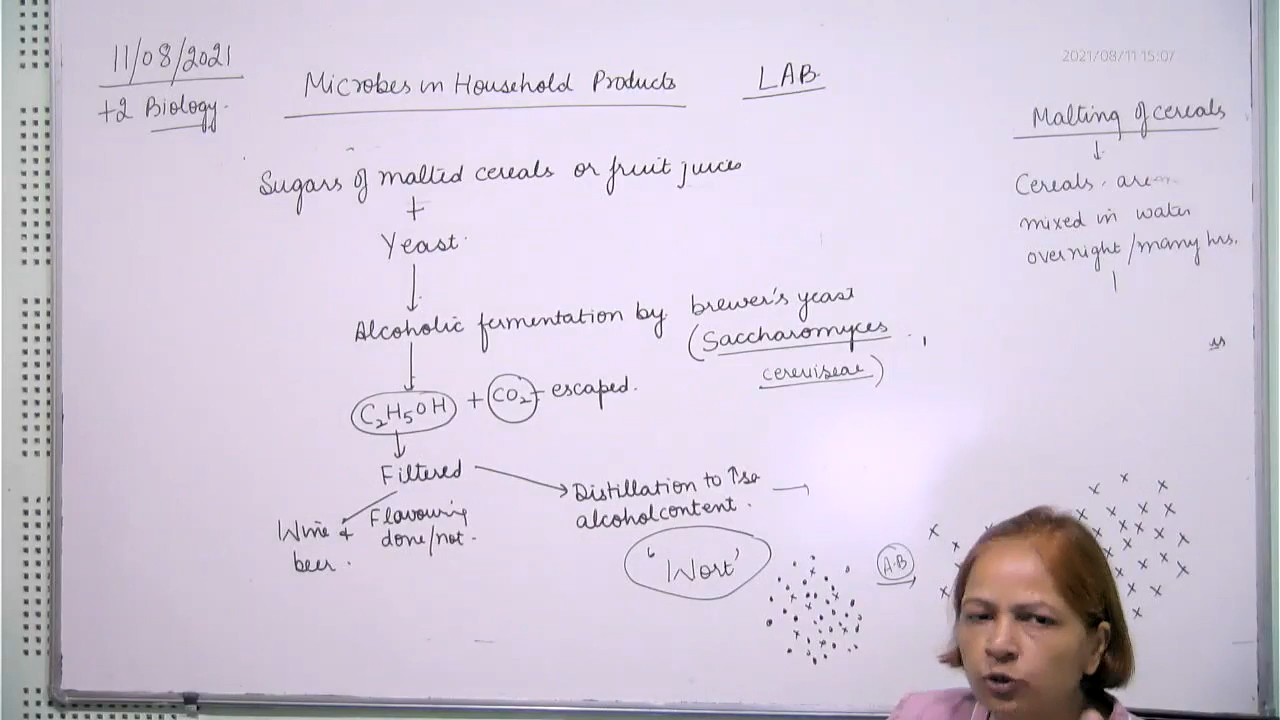 11/08/2021
+2 Biology.
Microbes in Household Products
LAB.
2021/08/11 15:07
Sugars of malted cereals or fruit juices
+
Yeast.
↓
Alcoholic fermentation by brewer's yeast
(Saccharomyces
cereviseae)
↓
C2H5OH + CO2 - escaped.
↓
Filtered
Wine &
beer.
Flavouring
done/not.
Distillation to ↑se
alcohol content.
'Wort'
A.B
Malting of cereals
↓
Cereals are
mixed in water
overnight/many hrs.